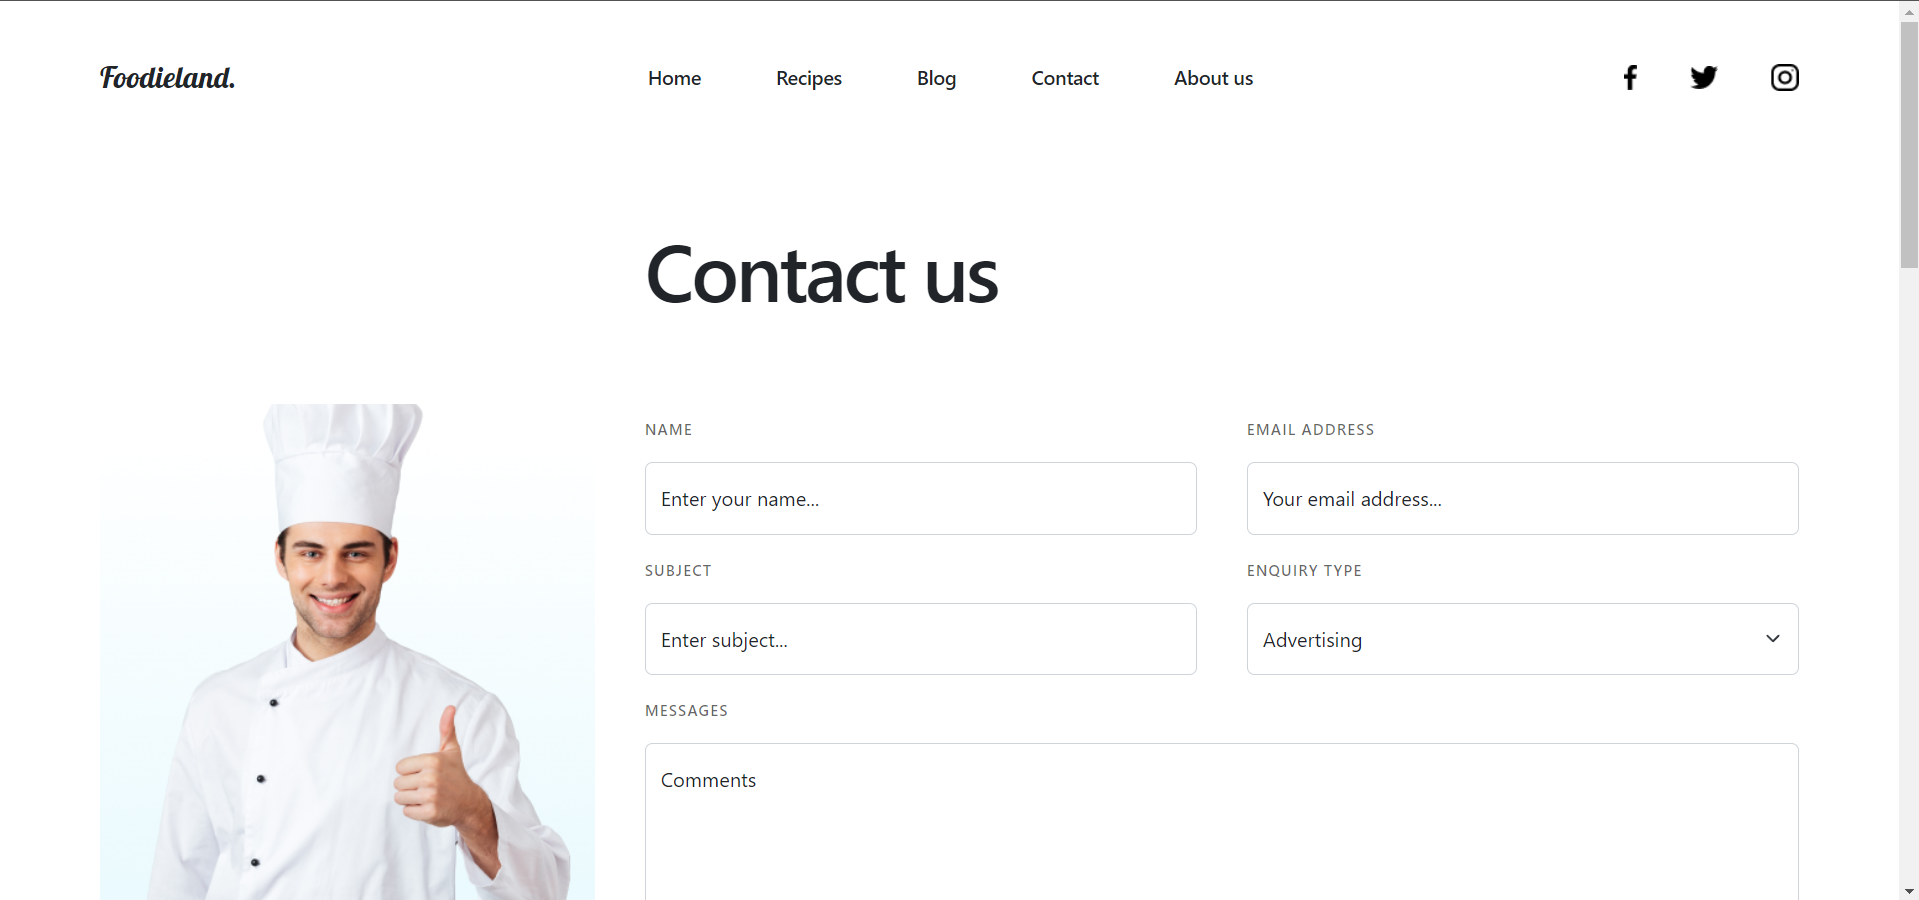 Foodieland.
Home Recipes Blog Contact About us
Contact us
NAME
Enter your name...
EMAIL ADDRESS
Your email address...
SUBJECT
Enter subject...
ENQUIRY TYPE
Advertising
MESSAGES
Comments